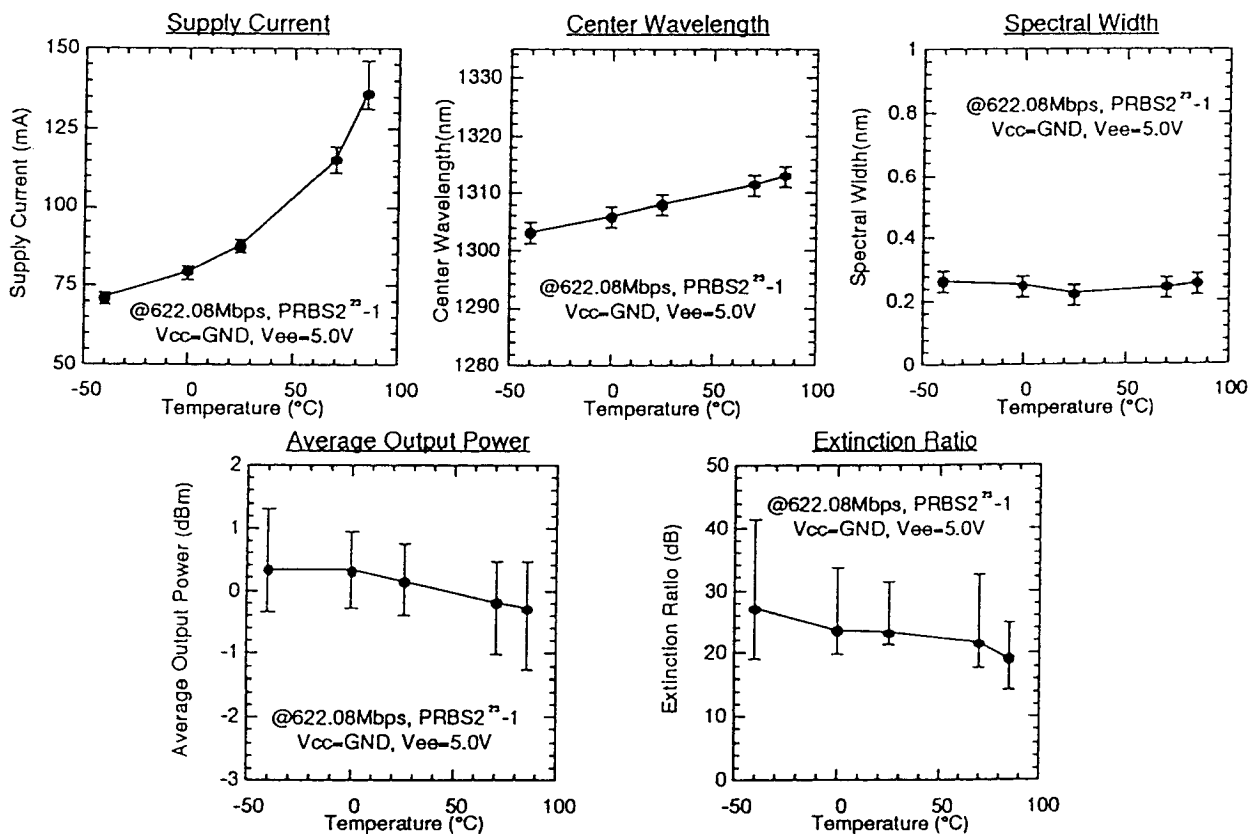 Supply Current
Supply Current (mA)
150
125
100
75
50
@622.08Mbps, PRBS2²³-1
Vcc=GND, Vee=5.0V
-50 0 50 100
Temperature (°C)
Center Wavelength
Center Wavelength(nm)
1330
1320
1310
1300
1290
1280
@622.08Mbps, PRBS2²³-1
Vcc=GND, Vee=5.0V
-50 0 50 100
Temperature (°C)
Spectral Width
Spectral Width(nm)
1
0.8
0.6
0.4
0.2
0
@622.08Mbps, PRBS2²³-1
Vcc=GND, Vee=5.0V
-50 0 50 100
Temperature (°C)
Average Output Power
Average Output Power (dBm)
2
1
0
-1
-2
-3
@622.08Mbps, PRBS2²³-1
Vcc=GND, Vee=5.0V
-50 0 50 100
Temperature (°C)
Extinction Ratio
Extinction Ratio (dB)
50
40
30
20
10
0
@622.08Mbps, PRBS2²³-1
Vcc=GND, Vee=5.0V
-50 0 50 100
Temperature (°C)